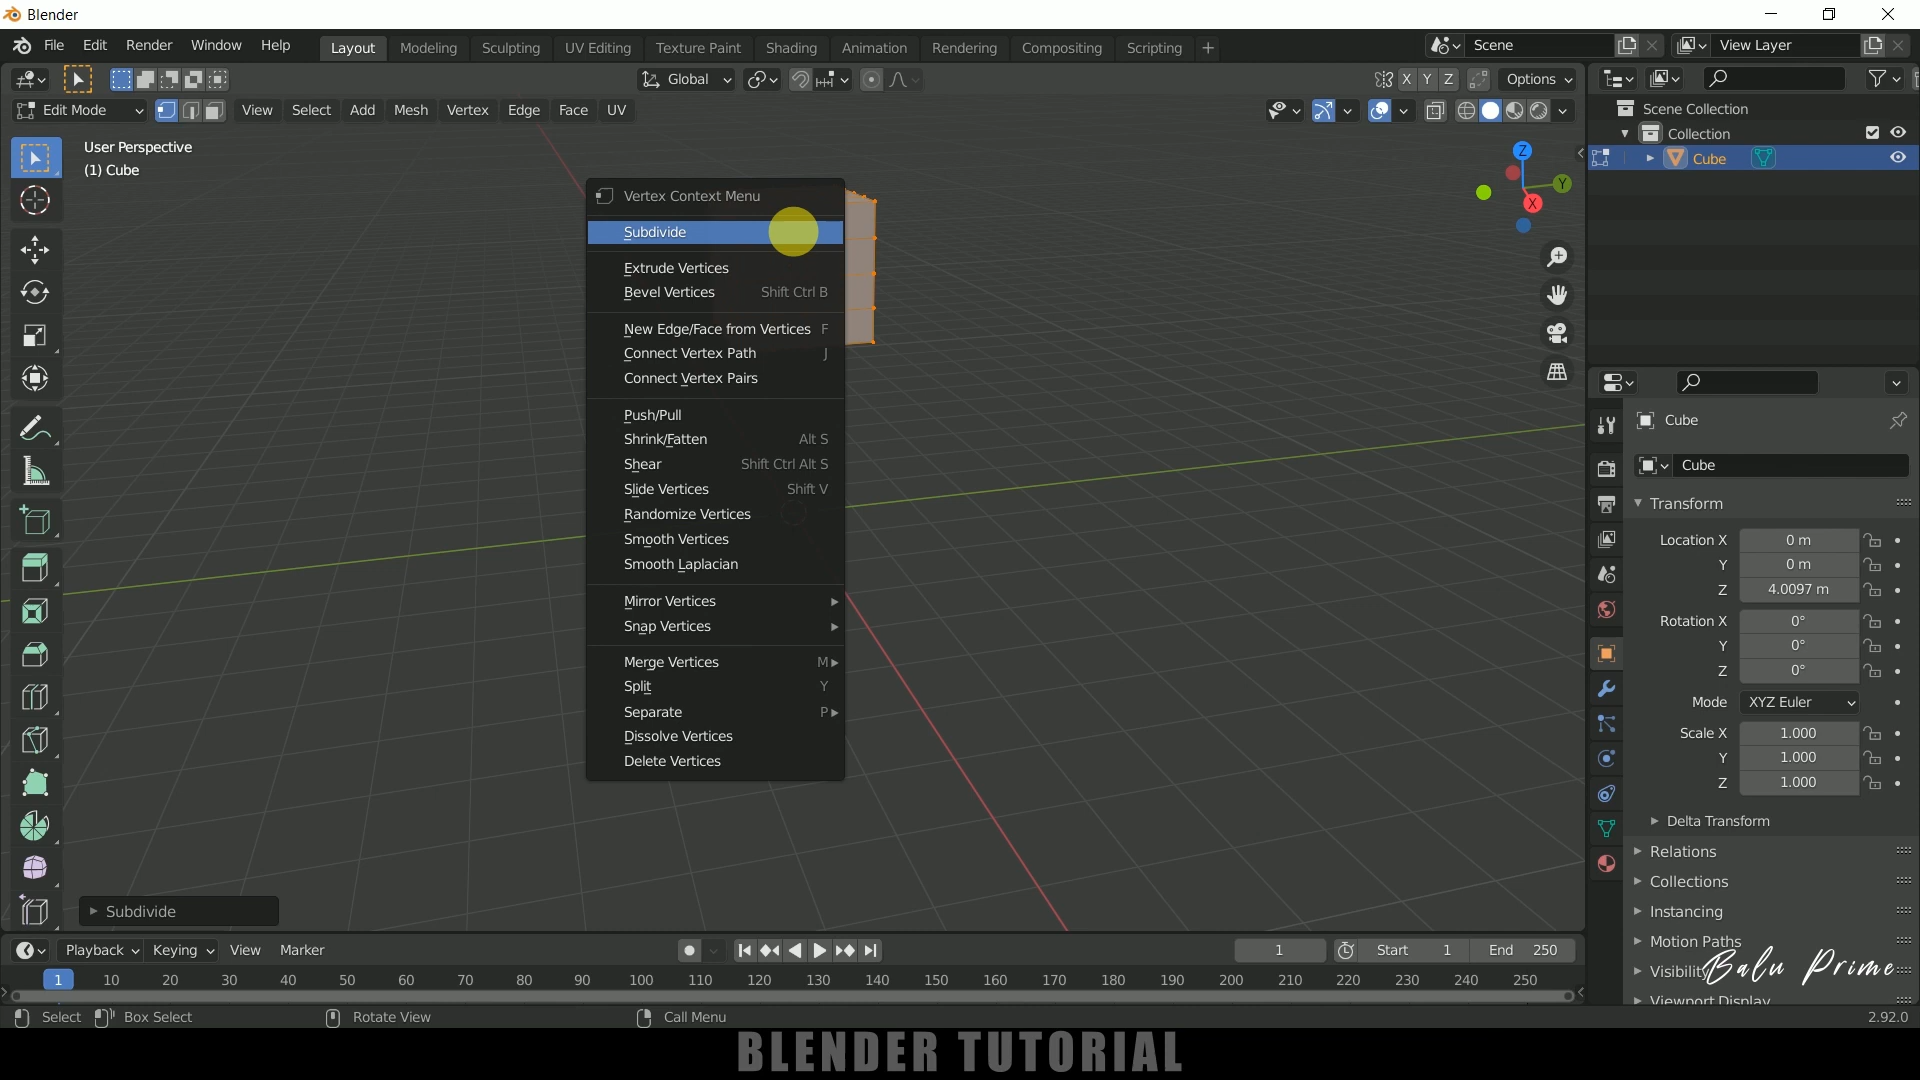 Blender
File Edit Render Window Help Layout Modeling Sculpting UV Editing Texture Paint Shading Animation Rendering Compositing Scripting + Scene View Layer
Global X Y Z Options
Edit Mode View Select Add Mesh Vertex Edge Face UV
User Perspective
(1) Cube
Vertex Context Menu
Subdivide
Extrude Vertices
Bevel Vertices Shift Ctrl B
New Edge/Face from Vertices F
Connect Vertex Path J
Connect Vertex Pairs
Push/Pull
Shrink/Fatten Alt S
Shear Shift Ctrl Alt S
Slide Vertices Shift V
Randomize Vertices
Smooth Vertices
Smooth Laplacian
Mirror Vertices
Snap Vertices
Merge Vertices M
Split Y
Separate P
Dissolve Vertices
Delete Vertices
Z
Y
X
Scene Collection
Collection
Cube
Cube
Cube
Transform
Location X 0 m
Y 0 m
Z 4.0097 m
Rotation X 0°
Y 0°
Z 0°
Mode XYZ Euler
Scale X 1.000
Y 1.000
Z 1.000
Delta Transform
Relations
Collections
Instancing
Motion Paths
Visibility
Viewport Display
Balu Prime
Subdivide
Playback Keying View Marker 1 Start 1 End 250
1 10 20 30 40 50 60 70 80 90 100 110 120 130 140 150 160 170 180 190 200 210 220 230 240 250
Select Box Select Rotate View Call Menu 2.92.0
BLENDER TUTORIAL